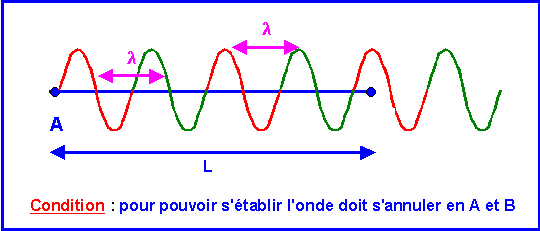 λ
λ
A
L
Condition : pour pouvoir s'établir l'onde doit s'annuler en A et B